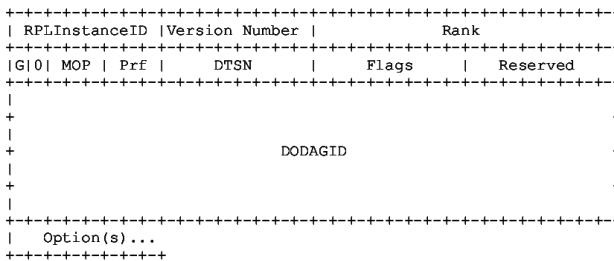 +-+-+-+-+-+-+-+-+-+-+-+-+-+-+-+-+-+-+-+-+-+-+-+-+-+-+-+-+-+-+-+-
| RPLInstanceID |Version Number | Rank
+-+-+-+-+-+-+-+-+-+-+-+-+-+-+-+-+-+-+-+-+-+-+-+-+-+-+-+-+-+-+-+-
|G|0| MOP | Prf | DTSN | Flags | Reserved
+-+-+-+-+-+-+-+-+-+-+-+-+-+-+-+-+-+-+-+-+-+-+-+-+-+-+-+-+-+-+-+-
|
+
|
+ DODAGID
|
+
|
+-+-+-+-+-+-+-+-+-+-+-+-+-+-+-+-+-+-+-+-+-+-+-+-+-+-+-+-+-+-+-+-
| Option(s)...
+-+-+-+-+-+-+-+-+